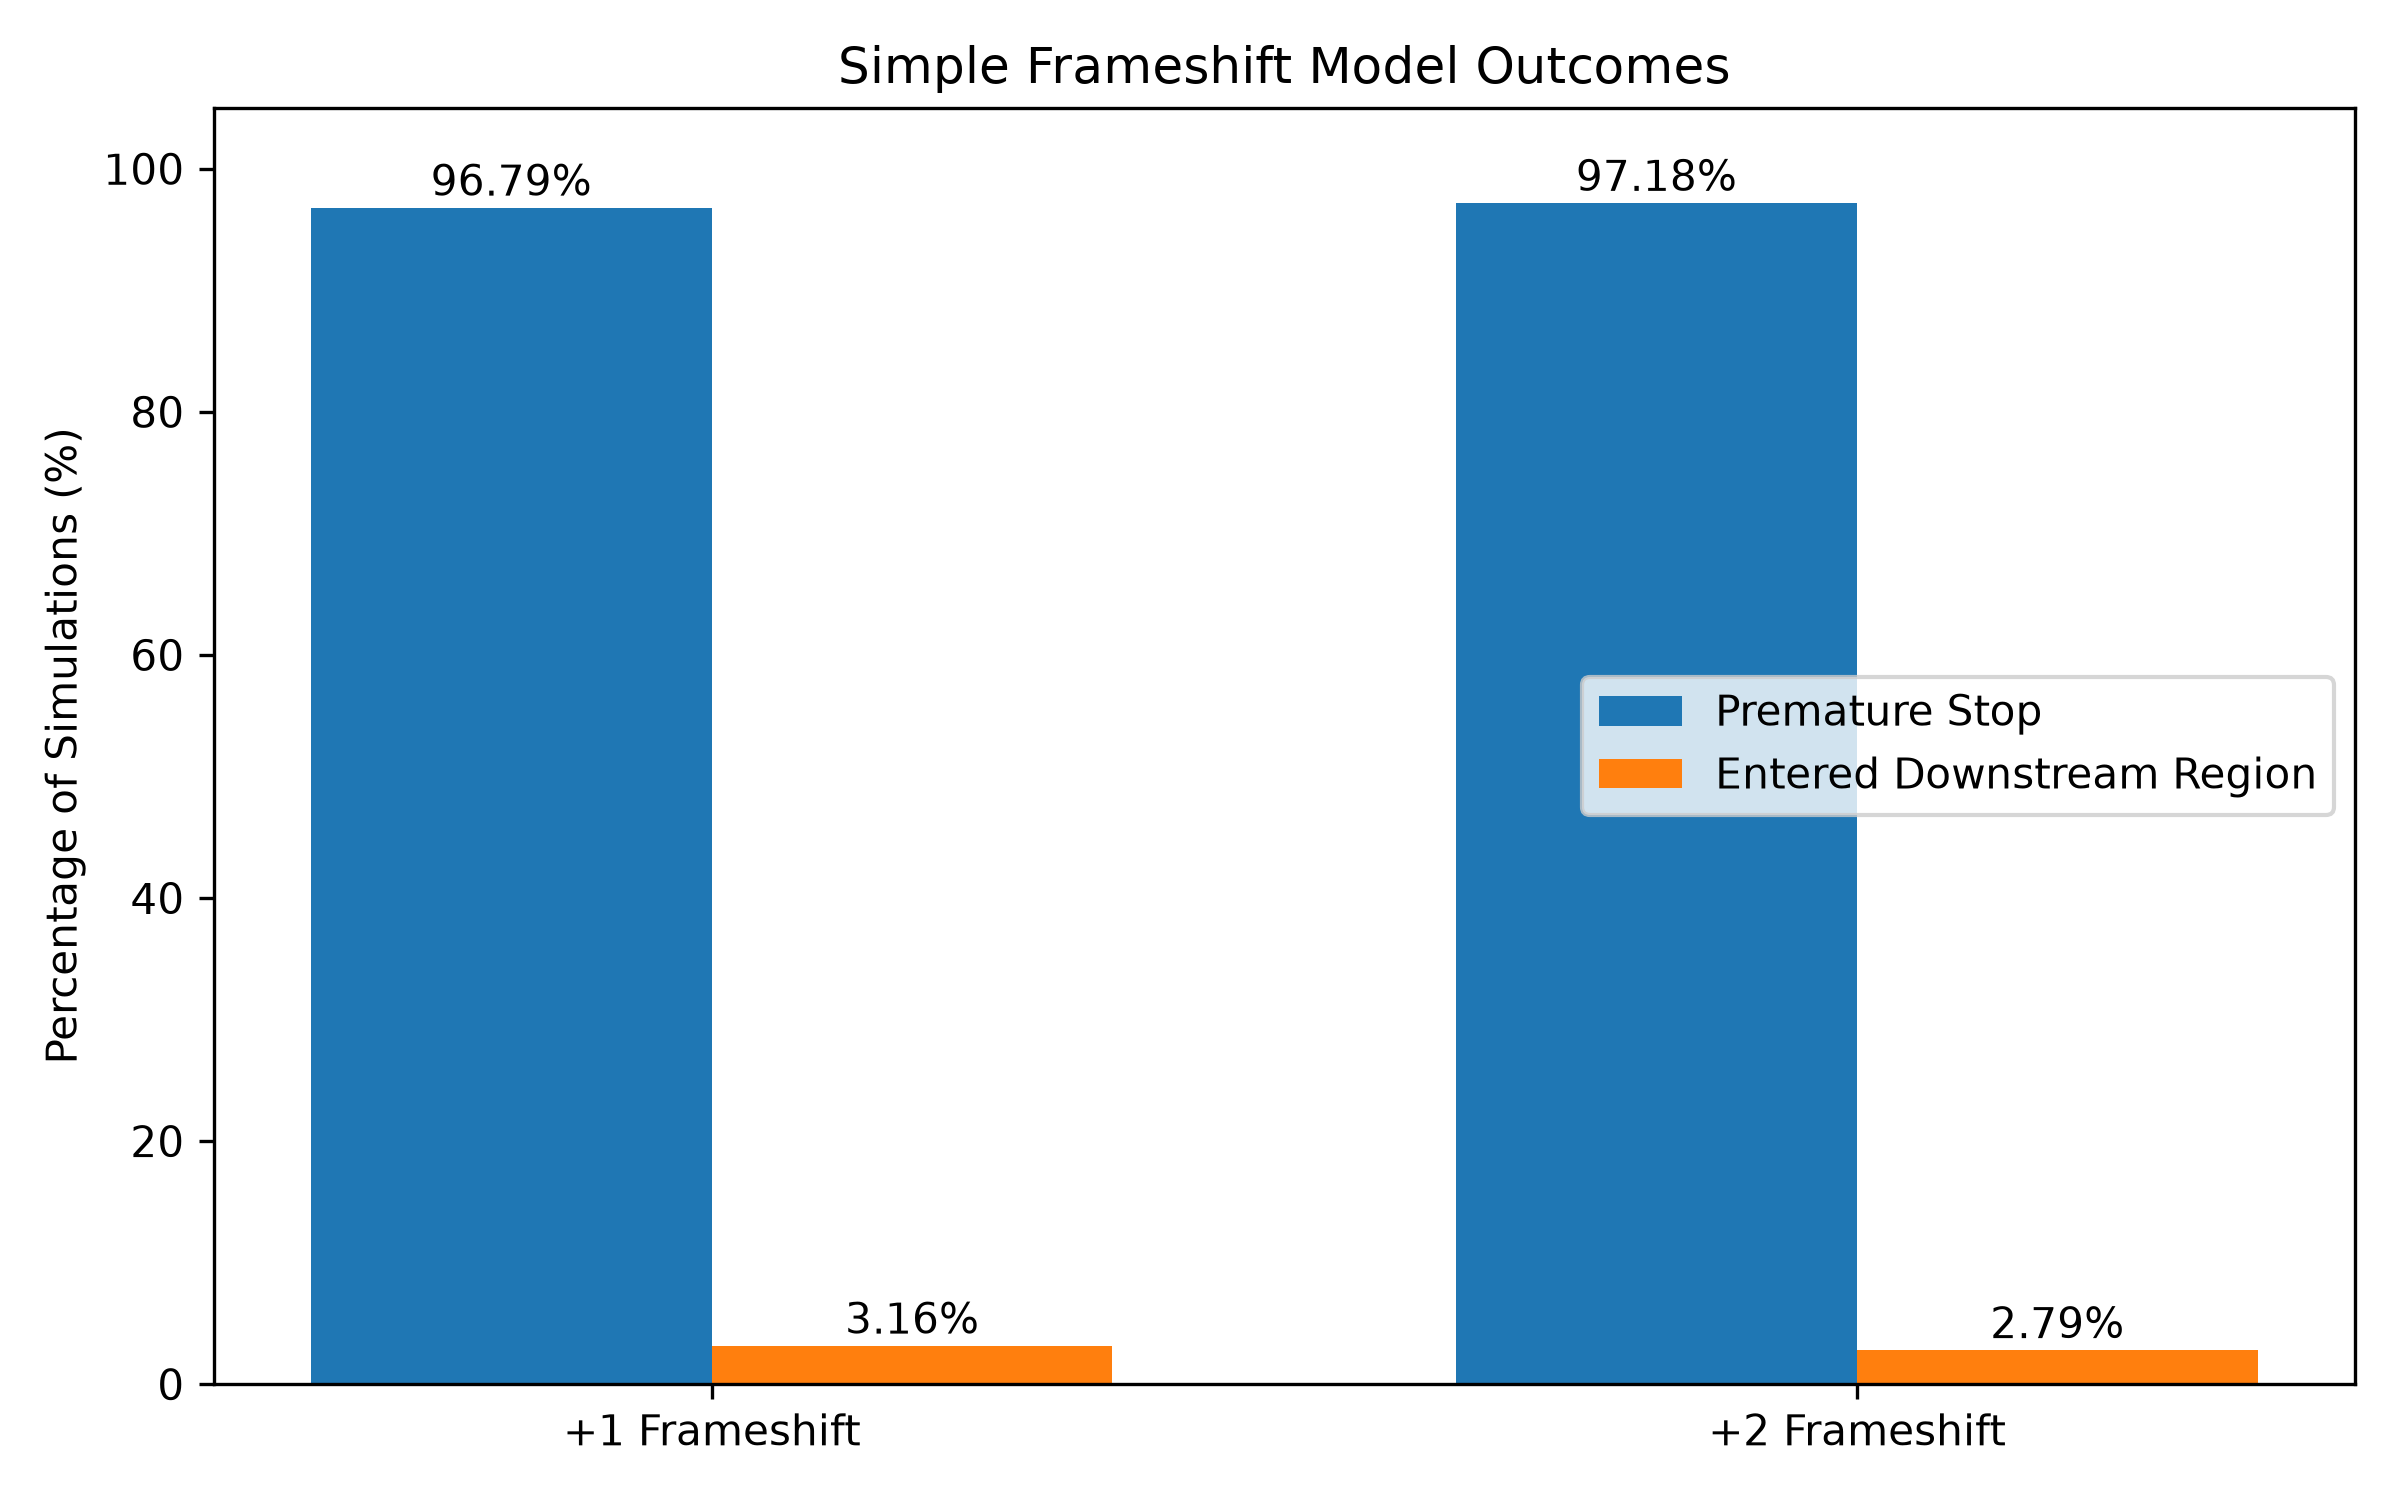 Simple Frameshift Model Outcomes
Percentage of Simulations (%)
100
80
60
40
20
0
96.79%
3.16%
97.18%
2.79%
Premature Stop
Entered Downstream Region
+1 Frameshift
+2 Frameshift